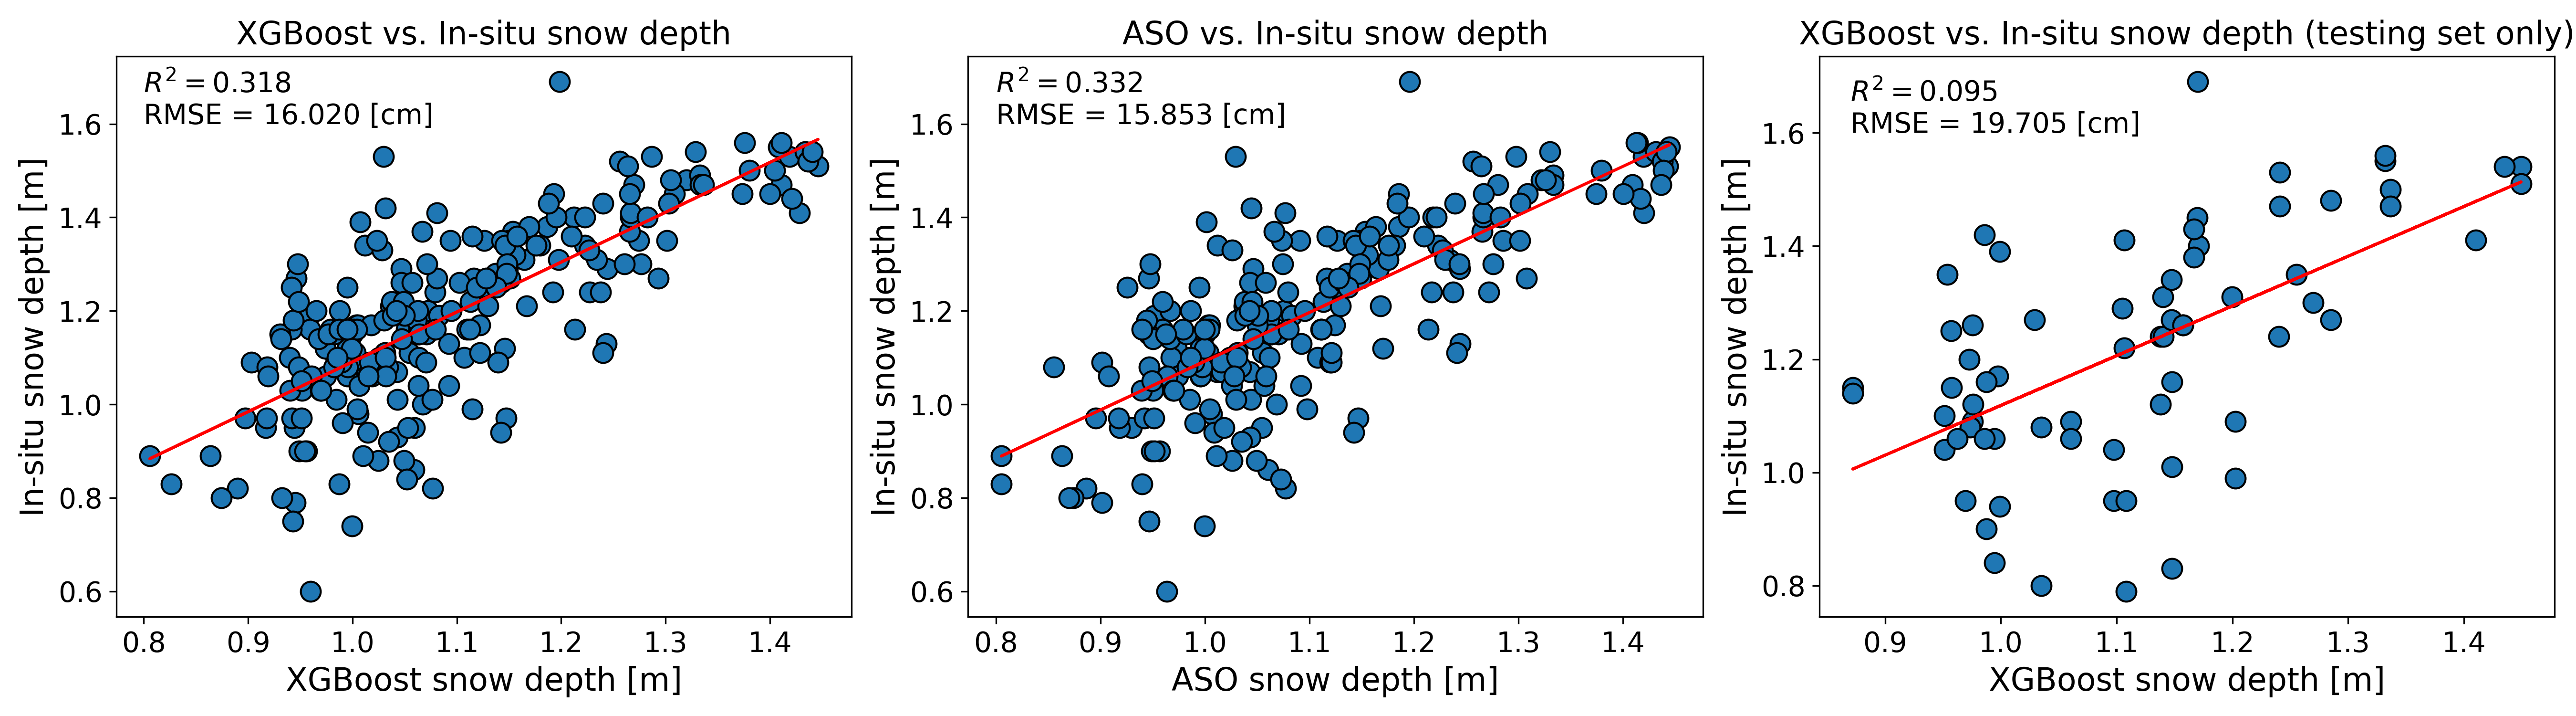 XGBoost vs. In-situ snow depth
R² = 0.318
RMSE = 16.020 [cm]
In-situ snow depth [m]
1.6
1.4
1.2
1.0
0.8
0.6
0.8 0.9 1.0 1.1 1.2 1.3 1.4
XGBoost snow depth [m]
ASO vs. In-situ snow depth
R² = 0.332
RMSE = 15.853 [cm]
In-situ snow depth [m]
1.6
1.4
1.2
1.0
0.8
0.6
0.8 0.9 1.0 1.1 1.2 1.3 1.4
ASO snow depth [m]
XGBoost vs. In-situ snow depth (testing set only)
R² = 0.095
RMSE = 19.705 [cm]
In-situ snow depth [m]
1.6
1.4
1.2
1.0
0.8
0.9 1.0 1.1 1.2 1.3 1.4
XGBoost snow depth [m]